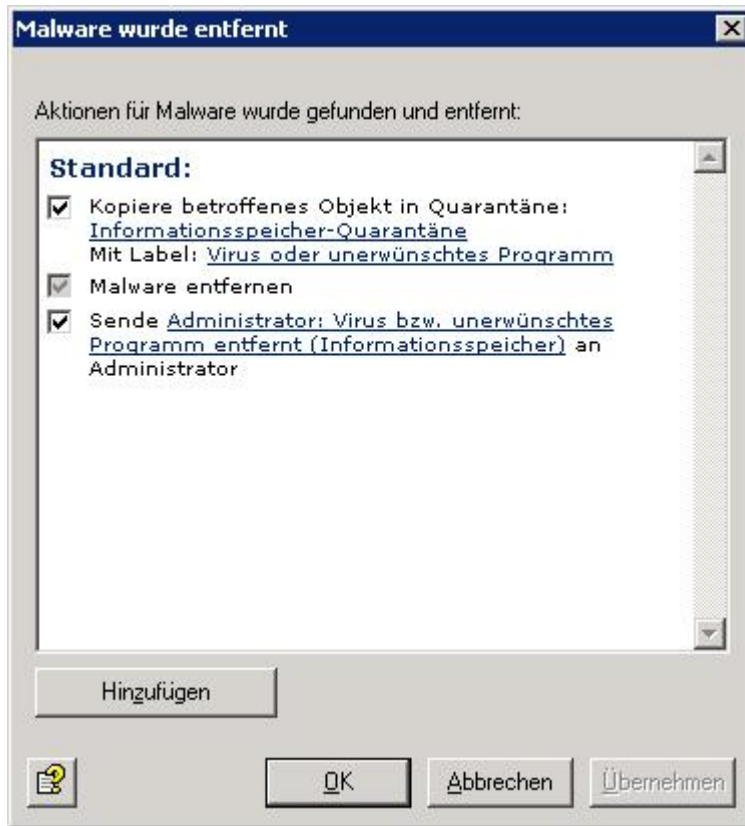 Malware wurde entfernt
Aktionen für Malware wurde gefunden und entfernt:
Standard:
Kopiere betroffenes Objekt in Quarantäne:
Informationsspeicher-Quarantäne
Mit Label: Virus oder unerwünschtes Programm
Malware entfernen
Sende Administrator: Virus bzw. unerwünschtes
Programm entfernt (Informationsspeicher) an
Administrator
Hinzufügen
OK
Abbrechen
Übernehmen